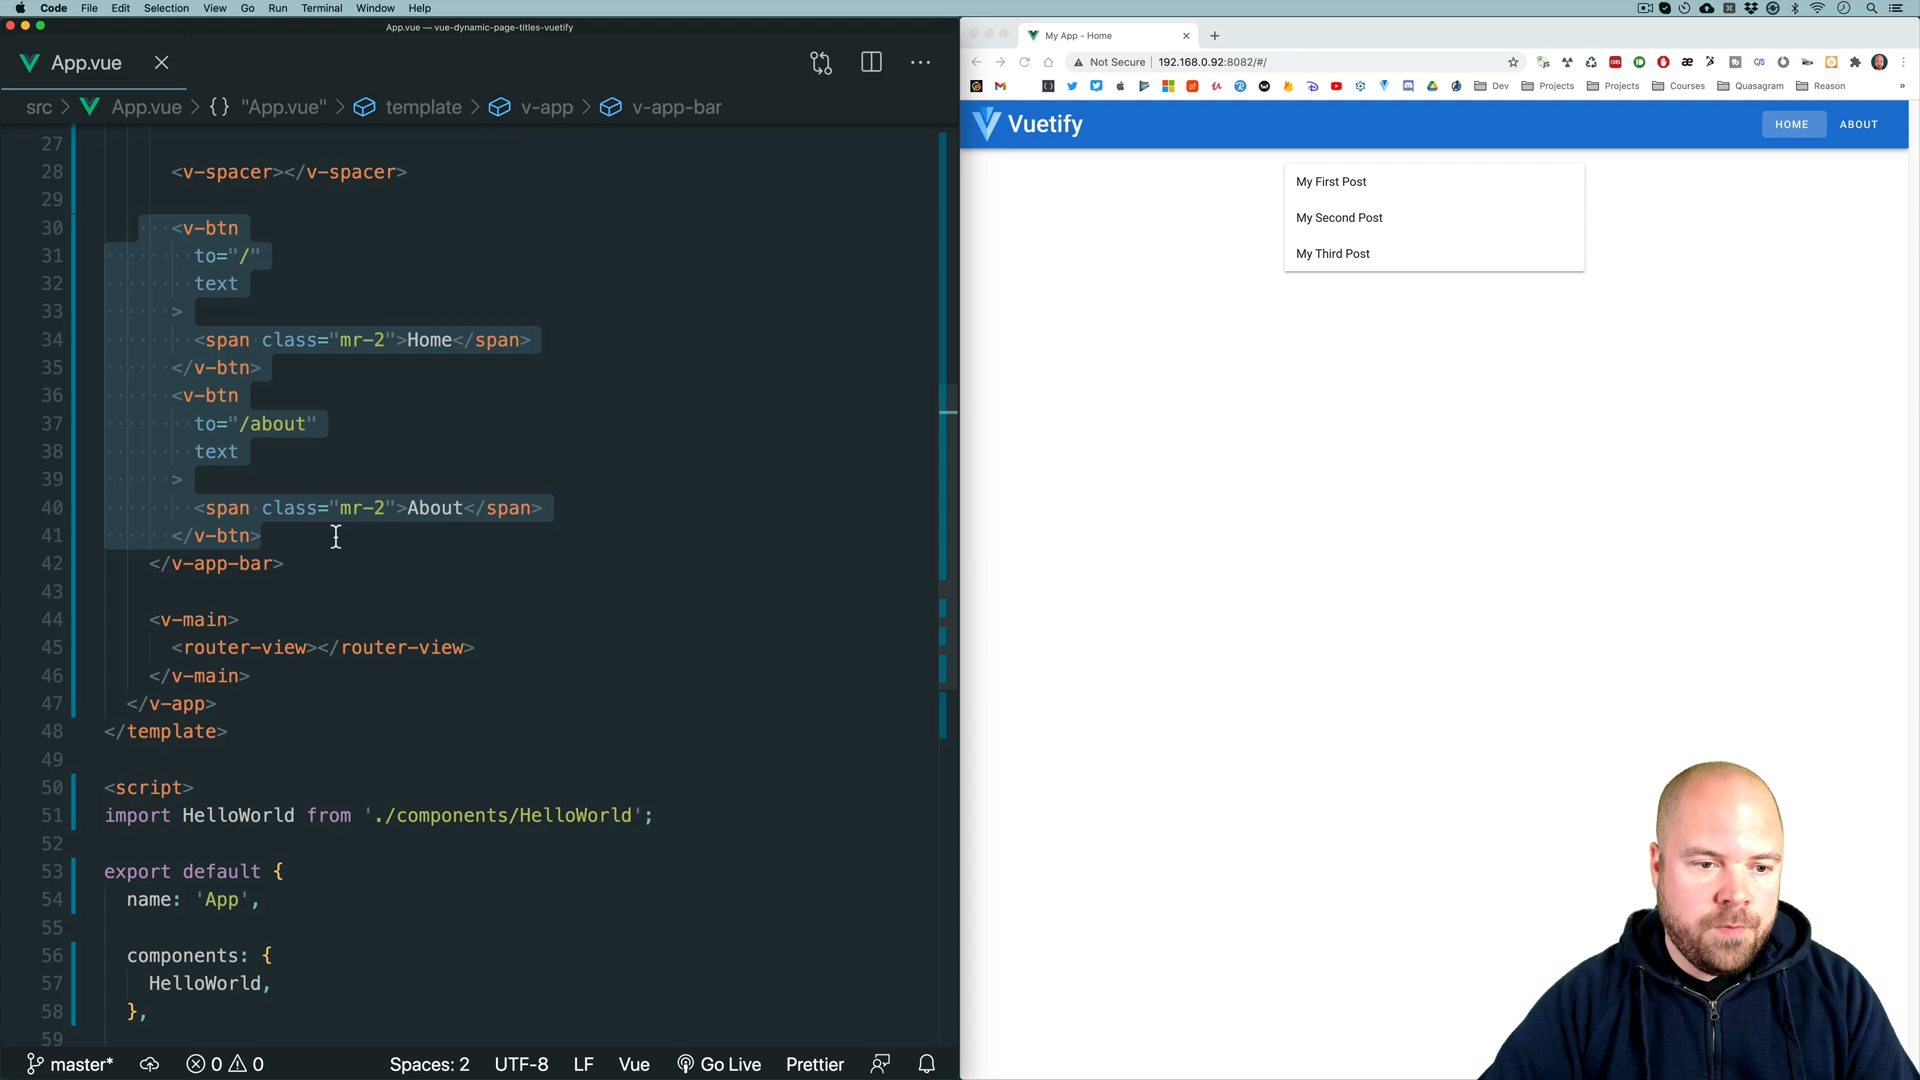 Code File Edit Selection View Go Run Terminal Window Help
App.vue — vue-dynamic-page-titles-vuetify
App.vue
src > App.vue > {} "App.vue" > template > v-app > v-app-bar
27
28 <v-spacer></v-spacer>
29
30 <v-btn
31 to="/"
32 text
33 >
34 <span class="mr-2">Home</span>
35 </v-btn>
36 <v-btn
37 to="/about"
38 text
39 >
40 <span class="mr-2">About</span>
41 </v-btn>
42 </v-app-bar>
43
44 <v-main>
45 <router-view></router-view>
46 </v-main>
47 </v-app>
48 </template>
49
50 <script>
51 import HelloWorld from './components/HelloWorld';
52
53 export default {
54 name: 'App',
55
56 components: {
57 HelloWorld,
58 },
59
master* 0 0 Spaces: 2 UTF-8 LF Vue Go Live Prettier
My App - Home
Not Secure 192.168.0.92:8082/#/
Dev Projects Projects Courses Quasagram Reason »
Vuetify HOME ABOUT
My First Post
My Second Post
My Third Post